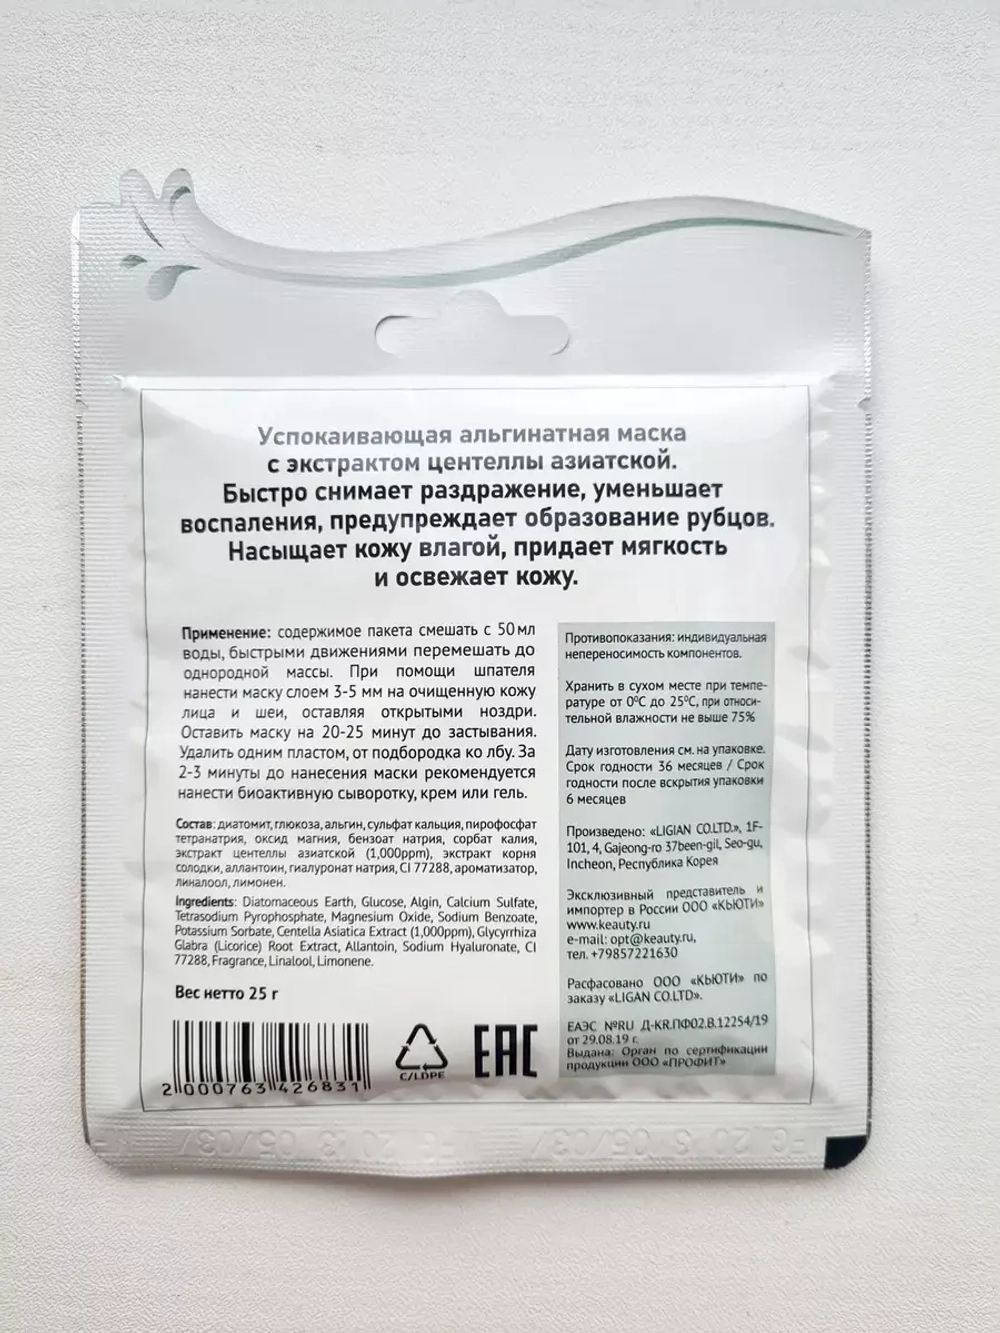 Успокаивающая альгинатная маска
с экстрактом центеллы азиатской.
Быстро снимает раздражение, уменьшает
воспаления, предупреждает образование рубцов.
Насыщает кожу влагой, придает мягкость
и освежает кожу.
Применение: содержимое пакета смешать с 50 мл
воды, быстрыми движениями перемешать до
однородной массы. При помощи шпателя
нанести маску слоем 3-5 мм на очищенную кожу
лица и шеи, оставляя открытыми ноздри.
Оставить маску на 20-25 минут до застывания.
Удалить одним пластом, от подбородка ко лбу. За
2-3 минуты до нанесения маски рекомендуется
нанести биоактивную сыворотку, крем или гель.
Состав: диатомит, глюкоза, альгин, сульфат кальция, пирофосфат
тетранатрия, оксид магния, бензоат натрия, сорбат калия,
экстракт центеллы азиатской (1,000ppm), экстракт корня
солодки, аллантоин, гиалуронат натрия, CI 77288, ароматизатор,
линалоол, лимонен.
Ingredients: Diatomaceous Earth, Glucose, Algin, Calcium Sulfate,
Tetrasodium Pyrophosphate, Magnesium Oxide, Sodium Benzoate,
Potassium Sorbate, Centella Asiatica Extract (1,000ppm), Glycyrrhiza
Glabra (Licorice) Root Extract, Allantoin, Sodium Hyaluronate, CI
77288, Fragrance, Linalool, Limonene.
Вес нетто 25 г
2 000763 426831
C/LDPE
EAC
Противопоказания: индивидуальная
непереносимость компонентов.
Хранить в сухом месте при темпе-
ратуре от 0°С до 25°С, при относи-
тельной влажности не выше 75%
Дату изготовления см. на упаковке.
Срок годности 36 месяцев / Срок
годности после вскрытия упаковки
6 месяцев
Произведено: «LIGIAN CO.LTD.», 1F-
101, 4, Gajeong-ro 37been-gil, Seo-gu,
Incheon, Республика Корея
Эксклюзивный представитель и
импортер в России ООО «КЬЮТИ»
www.keauty.ru
e-mail: opt@keauty.ru,
тел. +79857221630
Расфасовано ООО «КЬЮТИ» по
заказу «LIGAN CO.LTD».
ЕАЭС №RU Д-KR.ПФ02.В.12254/19
от 29.08.19 г.
Выдана: Орган по сертификации
продукции ООО «ПРОФИТ»